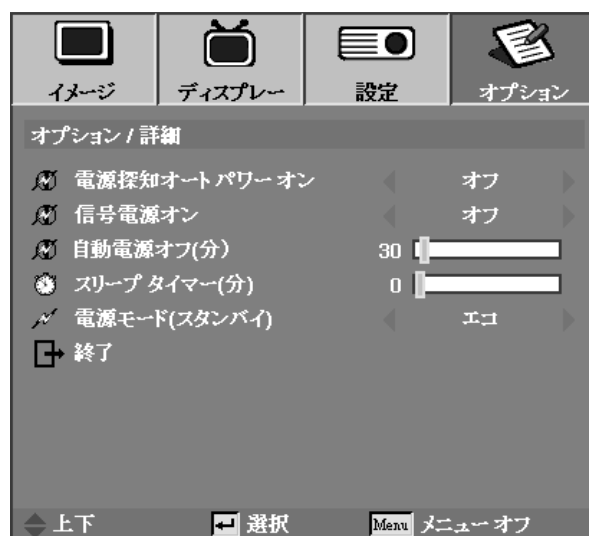 イメージ ディスプレー 設定 オプション
オプション / 詳細
電源探知オート パワー オン オフ
信号電源オン オフ
自動電源オフ(分) 30
スリープ タイマー(分) 0
電源モード(スタンバイ) エコ
終了
上下 選択 Menu メニュー オフ